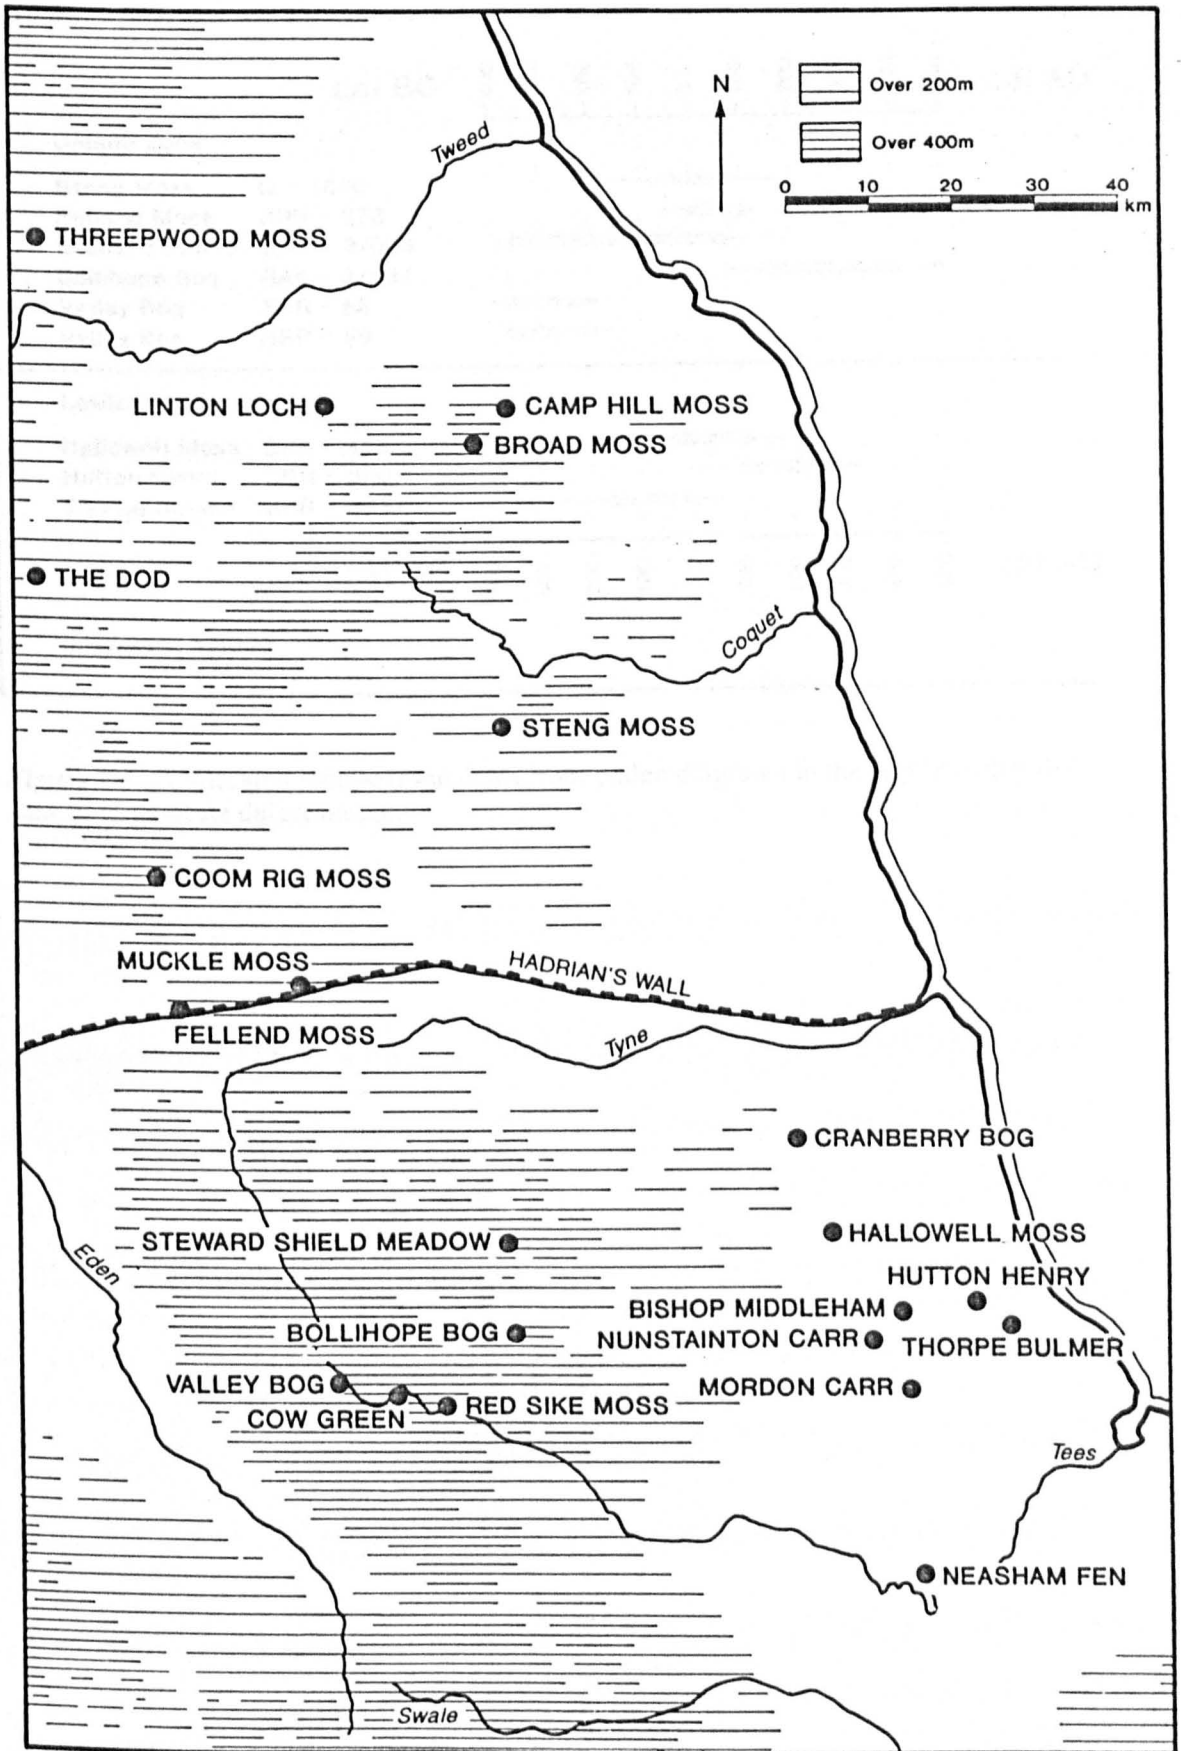 N
Over 200m
Over 400m
0 10 20 30 40
km
Tweed
THREEPWOOD MOSS
LINTON LOCH
CAMP HILL MOSS
BROAD MOSS
THE DOD
Coquet
STENG MOSS
COOM RIG MOSS
MUCKLE MOSS
HADRIAN'S WALL
FELLEND MOSS
Tyne
CRANBERRY BOG
HALLOWELL MOSS
STEWARD SHIELD MEADOW
Eden
HUTTON HENRY
BISHOP MIDDLEHAM
BOLLIHOPE BOG
NUNSTAINTON CARR
THORPE BULMER
VALLEY BOG
MORDON CARR
RED SIKE MOSS
COW GREEN
Tees
NEASHAM FEN
Swale